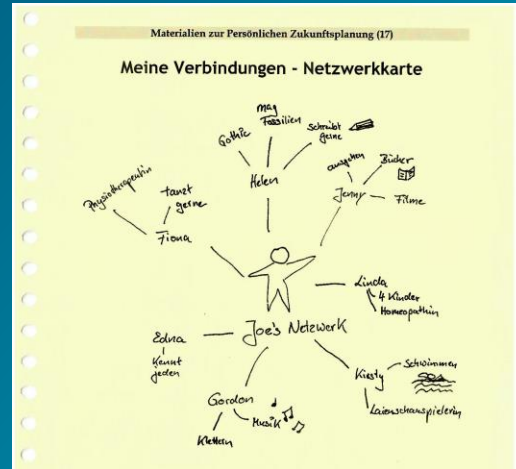 Materialien zur Persönlichen Zukunftsplanung (17)
Meine Verbindungen - Netzwerkkarte
mag
Fossilien
Gothic
schreibt
gerne
Helen
ausgehen
Bücher
Jenny
Filme
Physiotherapeutin
tanzt
gerne
Fiona
Linda
4 Kinder
Homeopathin
Joe's Netzwerk
Edna
kennt
jeden
Kirsty
Schwimmen
Laienschauspielerin
Gordon
Musik
Klettern